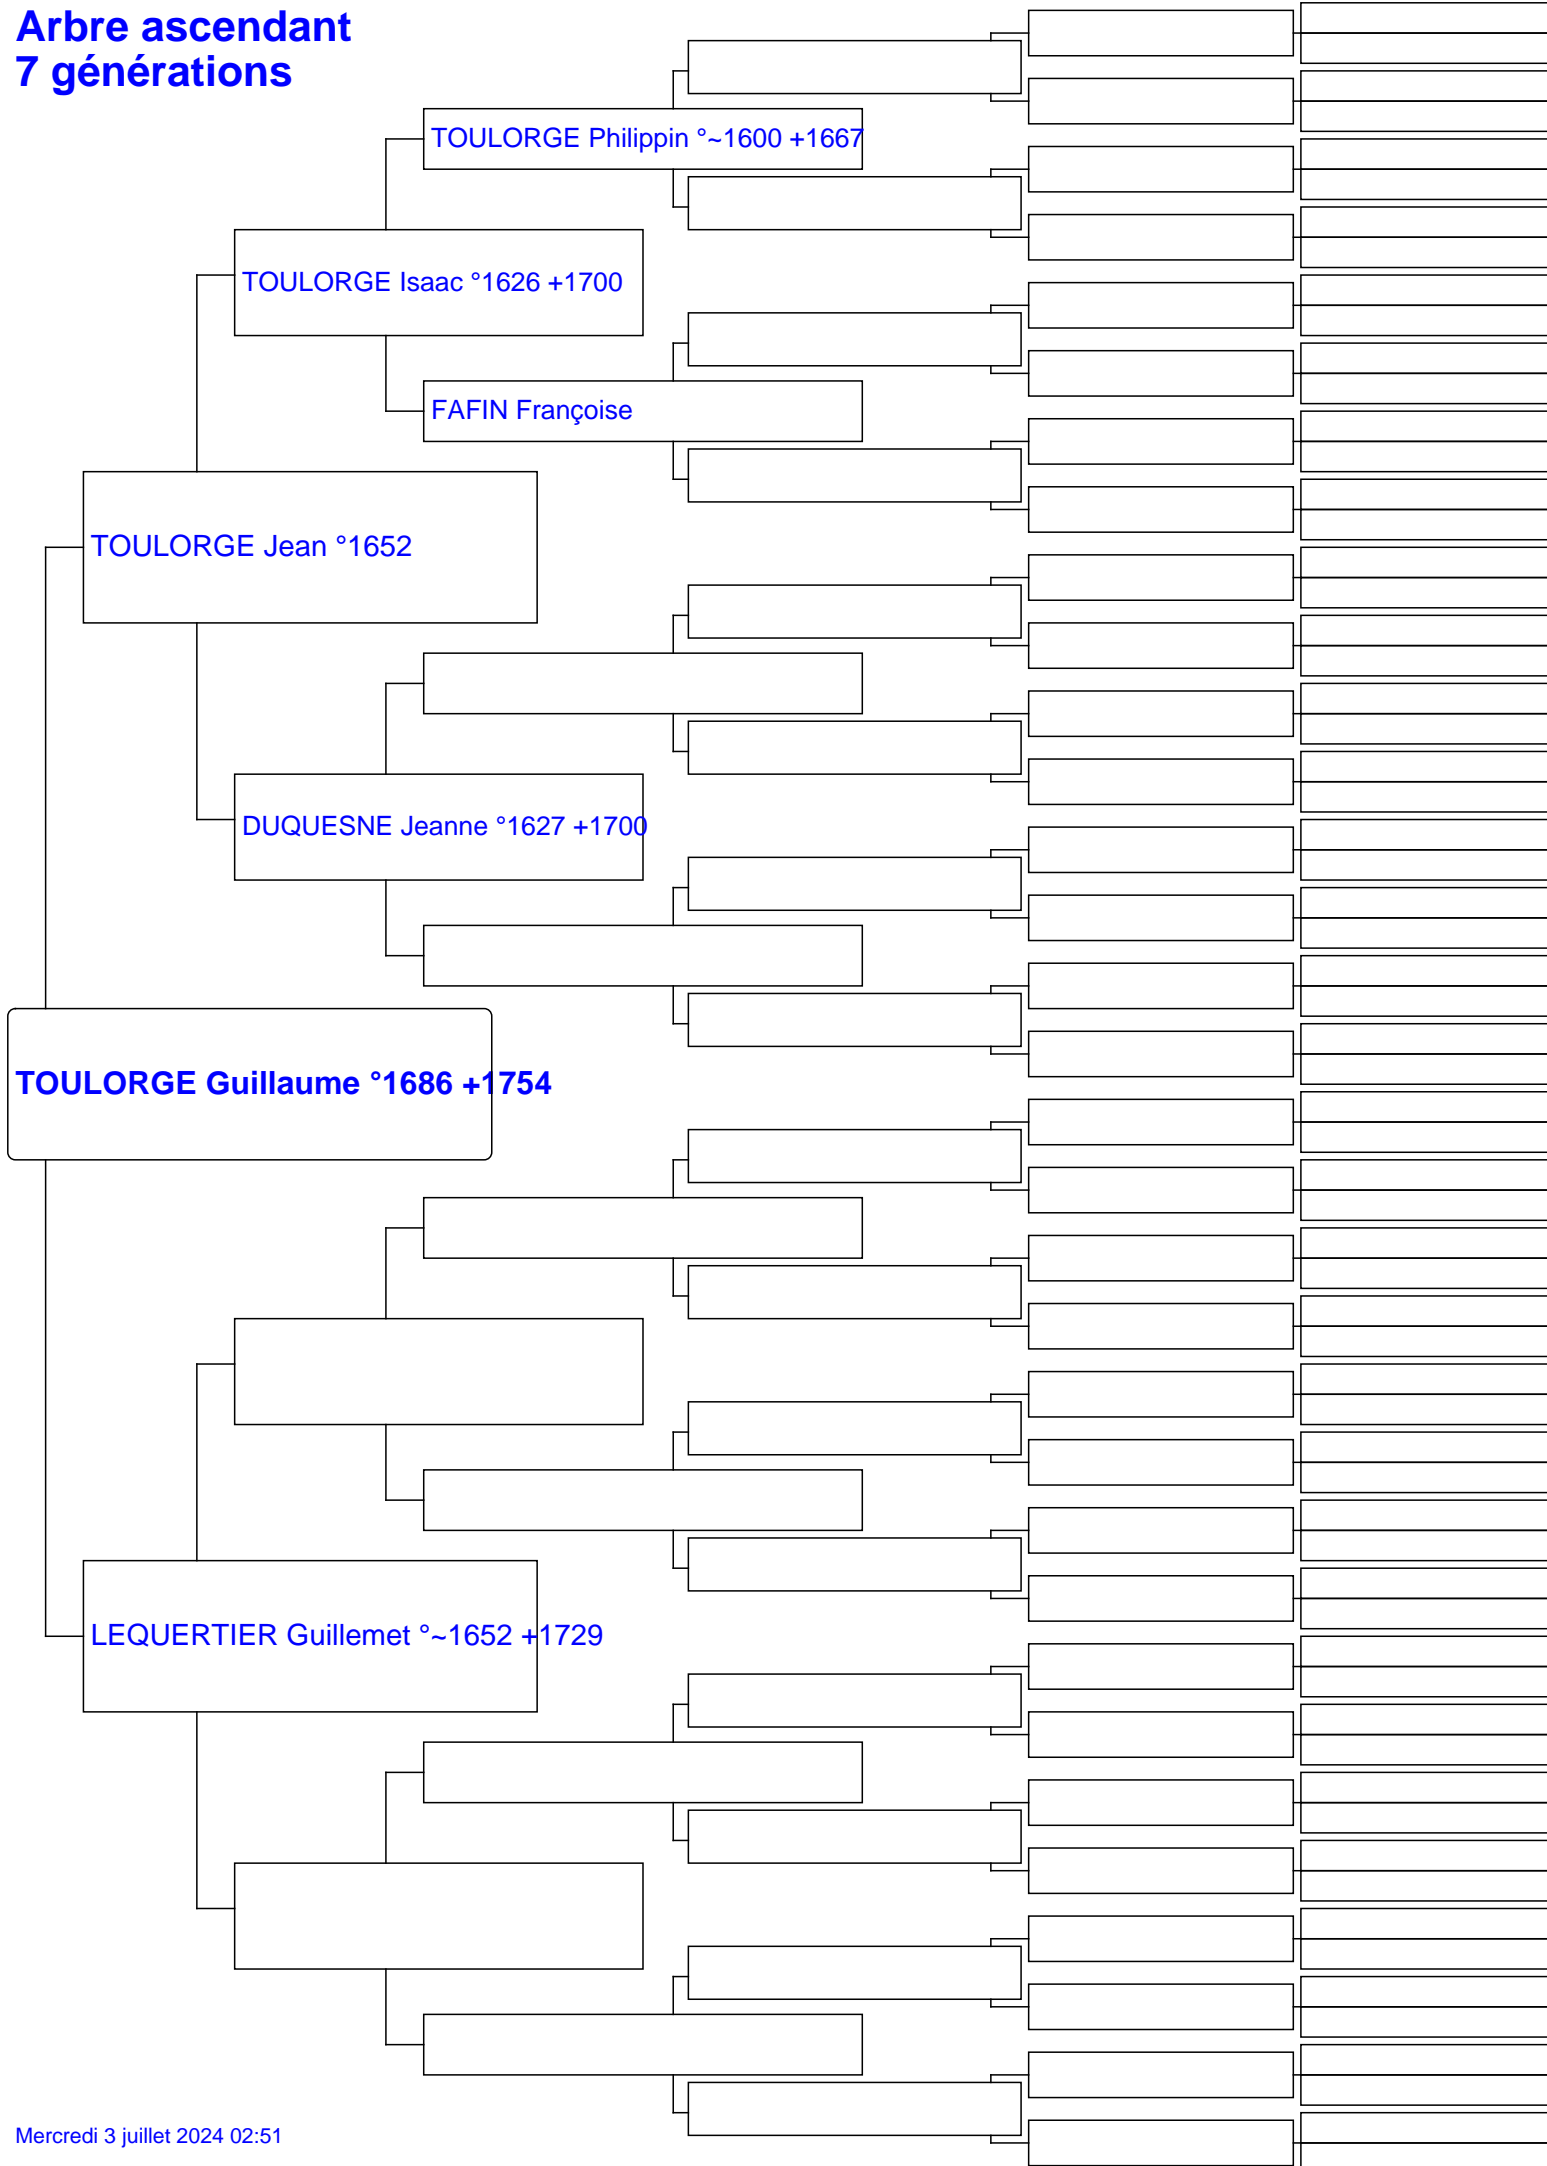 Arbre ascendant
7 générations
TOULORGE Philippin °~1600 +1667
TOULORGE Isaac °1626 +1700
FAFIN Françoise
TOULORGE Jean °1652
DUQUESNE Jeanne °1627 +1700
TOULORGE Guillaume °1686 +1754
LEQUERTIER Guillemet °~1652 +1729
Mercredi 3 juillet 2024 02:51